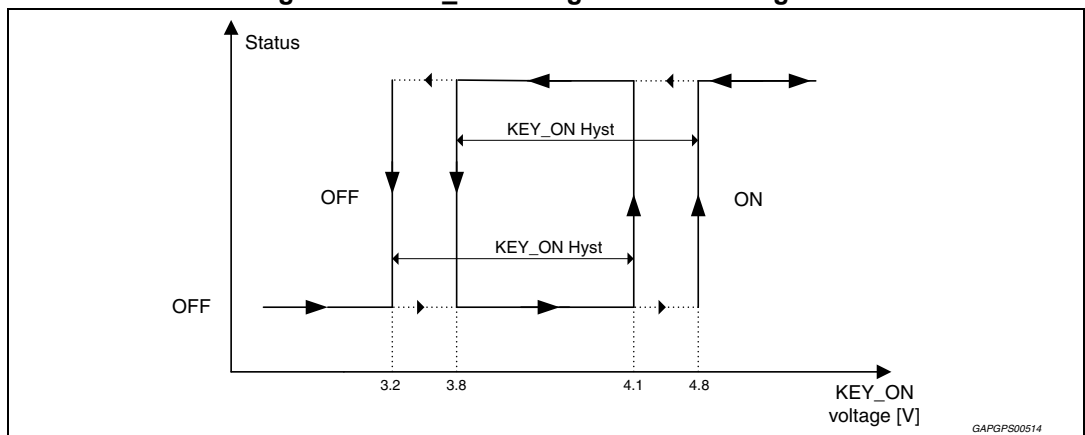 Status
KEY_ON Hyst
OFF
ON
KEY_ON Hyst
OFF
3.2
3.8
4.1
4.8
KEY_ON
voltage [V]
GAPGPS00514